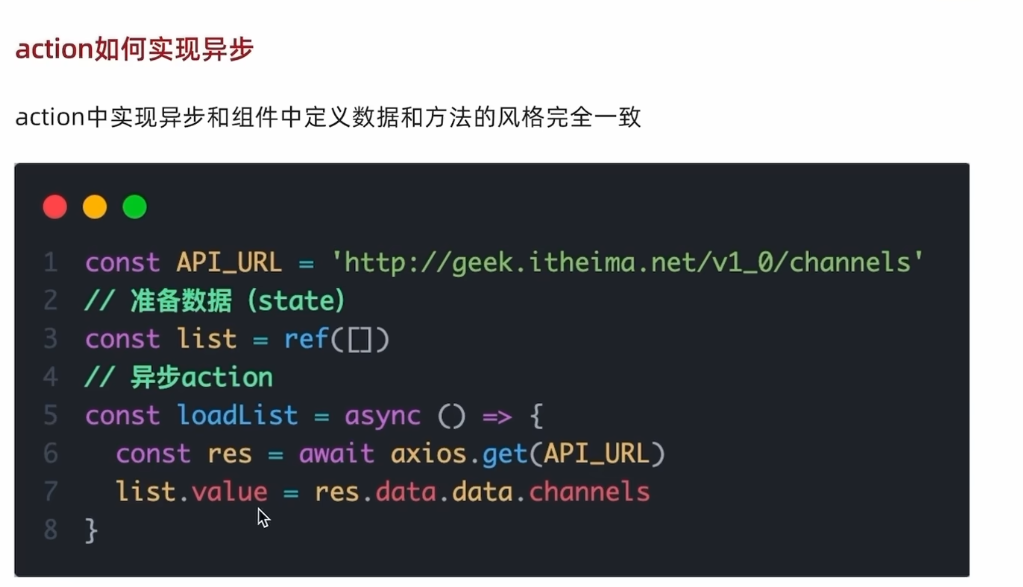 action如何实现异步
action中实现异步和组件中定义数据和方法的风格完全一致
1 const API_URL = 'http://geek.itheima.net/v1_0/channels'
2 // 准备数据 (state)
3 const list = ref([])
4 // 异步action
5 const loadList = async () => {
6   const res = await axios.get(API_URL)
7   list.value = res.data.data.channels
8 }